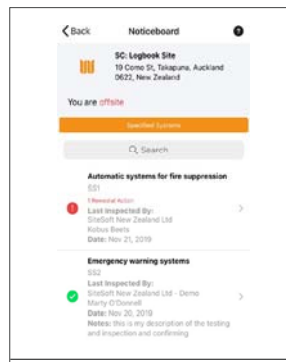 Back
Noticeboard
?
SC: Logbook Site
19 Como St, Takapuna, Auckland
0622, New Zealand
You are offsite
Specified Systems
Search
Automatic systems for fire suppression
SS1
1 Remedial Action
Last Inspected By:
SiteSoft New Zealand Ltd
Kobus Beets
Date: Nov 21, 2019
Emergency warning systems
SS2
Last Inspected By:
SiteSoft New Zealand Ltd - Demo
Marty O'Donnell
Date: Nov 20, 2019
Notes: this is my description of the testing
and inspection and confirming